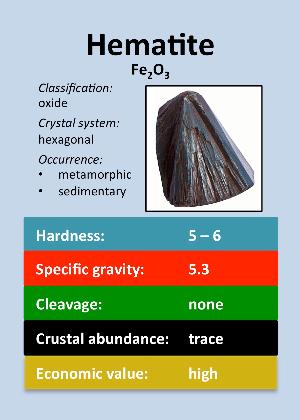 Hematite
Fe₂O₃
Classification:
oxide
Crystal system:
hexagonal
Occurrence:
• metamorphic
• sedimentary
Hardness: 5 – 6
Specific gravity: 5.3
Cleavage: none
Crustal abundance: trace
Economic value: high